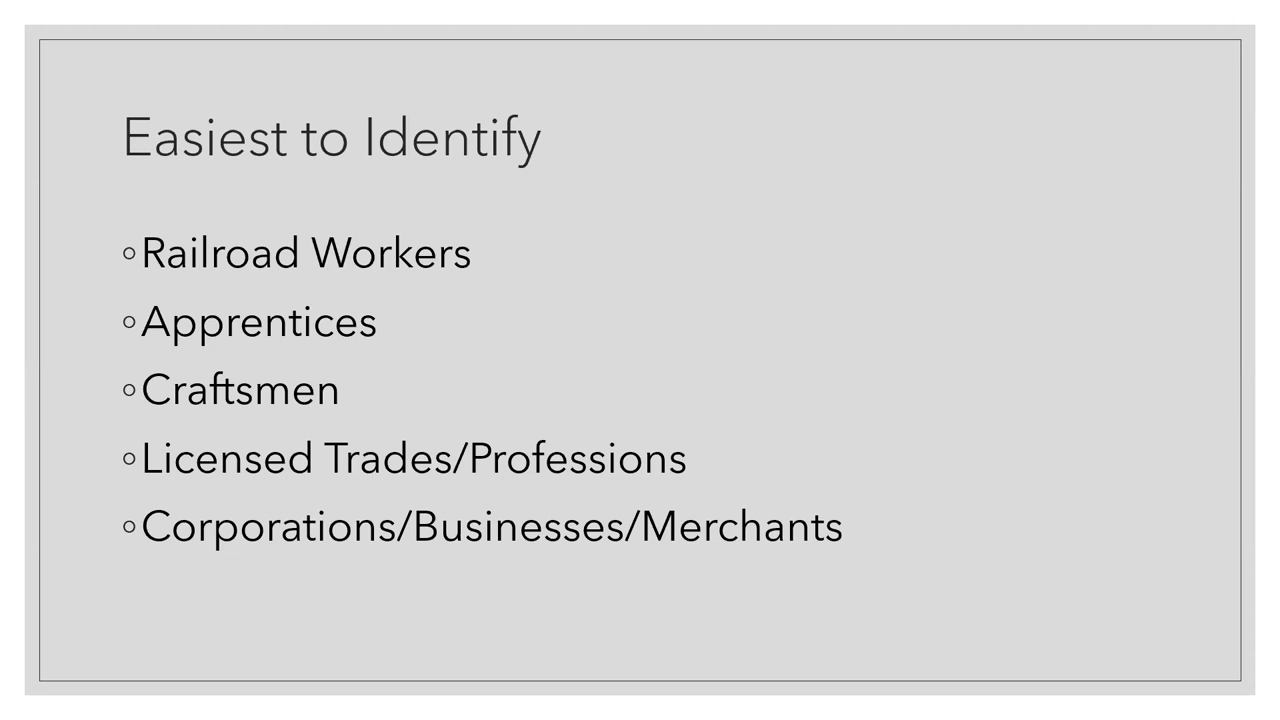 Easiest to Identify
◦Railroad Workers
◦Apprentices
◦Craftsmen
◦Licensed Trades/Professions
◦Corporations/Businesses/Merchants